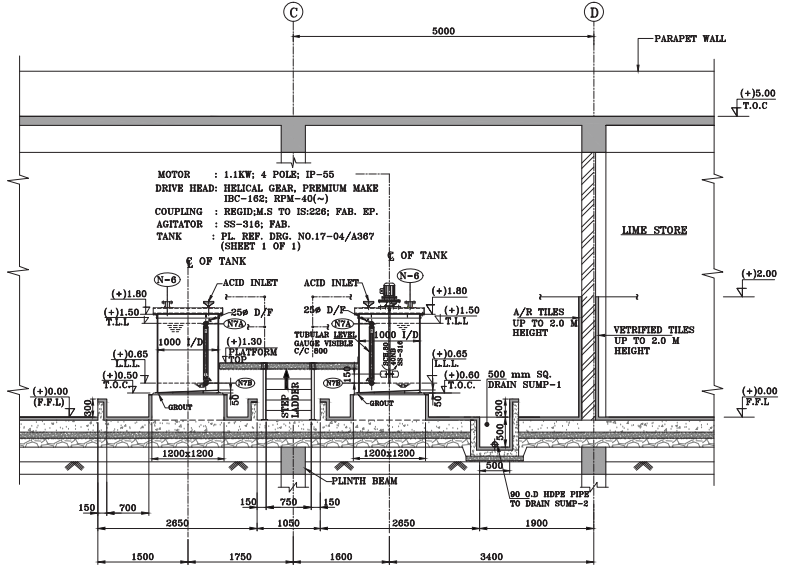 C
D
5000
PARAPET WALL
(+)5.00
T.O.C
MOTOR : 1.1KW; 4 POLE; IP-55
DRIVE HEAD: HELICAL GEAR, PREMIUM MAKE
IBC-162; RPM-40(~)
COUPLING : REGID;M.S TO IS:226; FAB. EP.
AGITATOR : SS-316; FAB.
TANK : PL. REF. DRG. NO.17-04/A367
(SHEET 1 OF 1)
LIME STORE
℄ OF TANK
℄ OF TANK
N-6
ACID INLET
ACID INLET
N-6
(+)2.00
(+)1.80
(+)1.80
(+)1.50
T.L.L
25ø D/F
N7A
25ø D/F
N7A
(+)1.50
T.L.L
1000 I/D
(+)1.30
PLATFORM
TOP
TUBULAR LEVEL
GAUGE VISIBLE
C/C 800
1000 I/D
SS-316
A/R TILES
UP TO 2.0 M
HEIGHT
VETRIFIED TILES
UP TO 2.0 M
HEIGHT
(+)0.65
L.L.L.
(+)0.65
L.L.L.
(+)0.50
T.O.C.
N7B
150
N7B
(+)0.60
T.O.C.
50
50
500 mm SQ.
DRAIN SUMP-1
(+)0.00
(F.F.L)
(+)0.00
F.F.L
300
GROUT
STEP
LADDER
GROUT
300
500
1200x1200
1200x1200
500
PLINTH BEAM
90 O.D HDPE PIPE
TO DRAIN SUMP-2
150
700
150
750
150
2650
1050
2650
1900
1500
1750
1600
3400